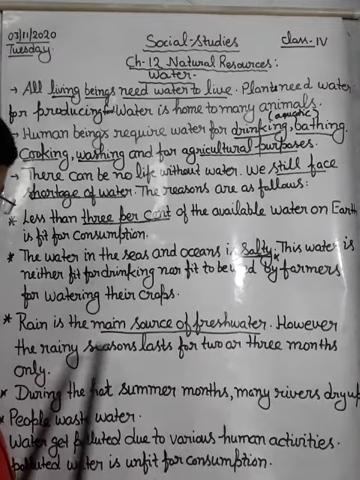 03/11/2020 Social-Studies Class-IV
Tuesday
Ch-12 Natural Resources:
Water-
→ All living beings need water to live. Plants need water
for producing food. Water is home to many animals.
(aquatic)
→ Human beings require water for drinking, bathing.
Cooking, washing and for agricultural purposes.
→ There can be no life without water. We still face
shortage of water. The reasons are as follows:
* Less than three per cent of the available water on Earth
is fit for consumption.
* The water in the seas and oceans is salty. This water is
neither fit for drinking nor fit to be used by farmers
for watering their crops.
* Rain is the main source of freshwater. However
the rainy seasons lasts for two or three months
only.
* During the hot summer months, many rivers dry up
* People waste water.
Water get polluted due to various human activities.
polluted water is unfit for consumption.